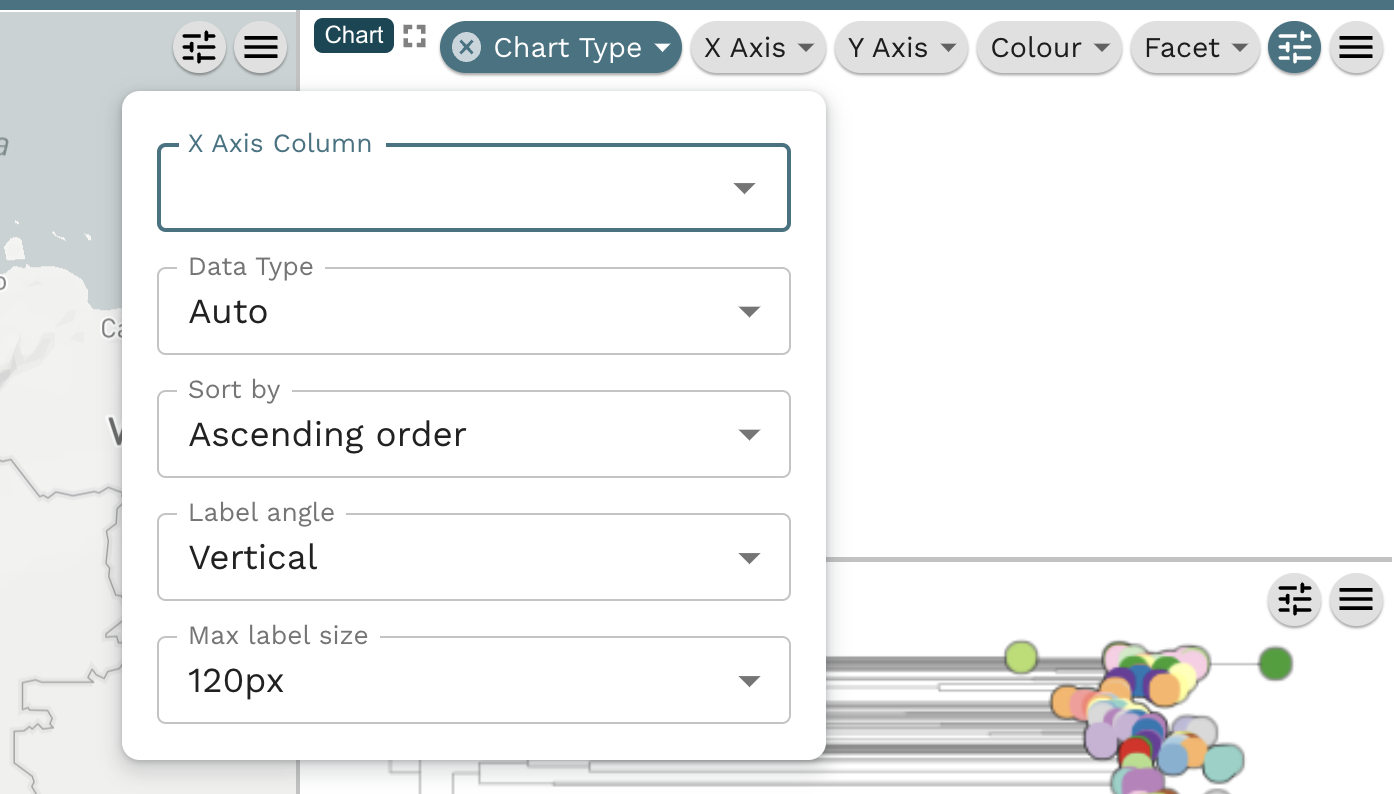 Chart
Chart Type
X Axis
Y Axis
Colour
Facet
X Axis Column
Data Type
Auto
Sort by
Ascending order
Label angle
Vertical
Max label size
120px